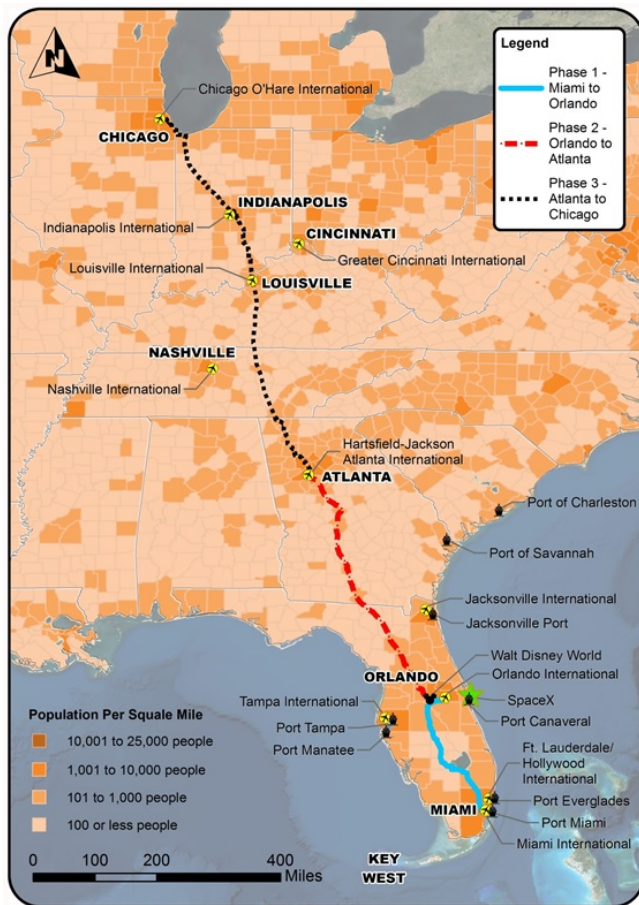 N
Legend
Phase 1 -
Miami to
Orlando
Phase 2 -
Orlando to
Atlanta
Phase 3 -
Atlanta to
Chicago
Chicago O'Hare International
CHICAGO
INDIANAPOLIS
Indianapolis International
CINCINNATI
Greater Cincinnati International
Louisville International
LOUISVILLE
NASHVILLE
Nashville International
Hartsfield-Jackson
Atlanta International
ATLANTA
Port of Charleston
Port of Savannah
Jacksonville International
Jacksonville Port
Walt Disney World
ORLANDO
Orlando International
SpaceX
Port Canaveral
Tampa International
Port Tampa
Port Manatee
Ft. Lauderdale/
Hollywood
International
Port Everglades
MIAMI
Port Miami
Miami International
KEY
WEST
Population Per Squale Mile
10,001 to 25,000 people
1,001 to 10,000 people
101 to 1,000 people
100 or less people
0 100 200 400
Miles